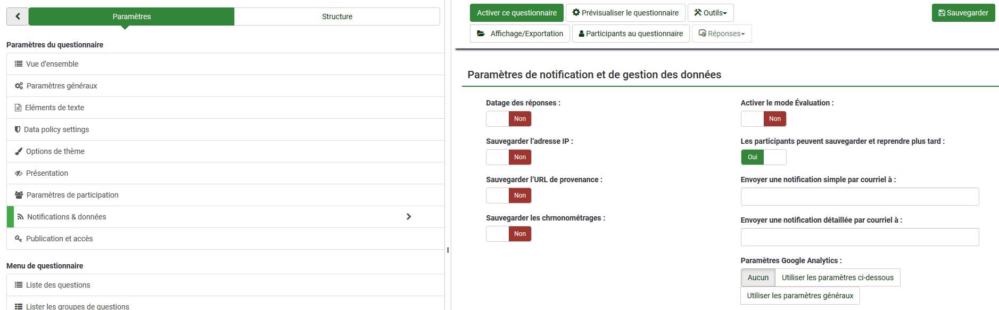 Paramètres
Structure
Paramètres du questionnaire
Vue d’ensemble
Paramètres généraux
Eléments de texte
Data policy settings
Options de thème
Présentation
Paramètres de participation
Notifications & données
Publication et accès
Menu de questionnaire
Liste des questions
Lister les groupes de questions
Activer ce questionnaire
Prévisualiser le questionnaire
Outils
Sauvegarder
Affichage/Exportation
Participants au questionnaire
Réponses
Paramètres de notification et de gestion des données
Datage des réponses :
Non
Sauvegarder l’adresse IP :
Non
Sauvegarder l’URL de provenance :
Non
Sauvegarder les chrnonométrages :
Non
Activer le mode Évaluation :
Non
Les participants peuvent sauvegarder et reprendre plus tard :
Oui
Envoyer une notification simple par courriel à :
Envoyer une notification détaillée par courriel à :
Paramètres Google Analytics :
Aucun
Utiliser les paramètres ci-dessous
Utiliser les paramètres généraux